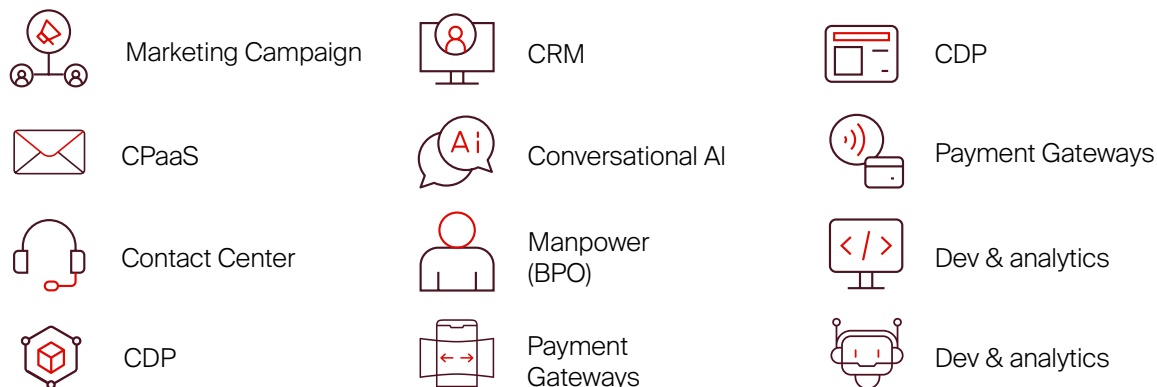 Marketing Campaign
CRM
CDP
CPaaS
Ai
Conversational AI
Payment Gateways
Contact Center
Manpower
(BPO)
Dev & analytics
CDP
Payment
Gateways
Dev & analytics